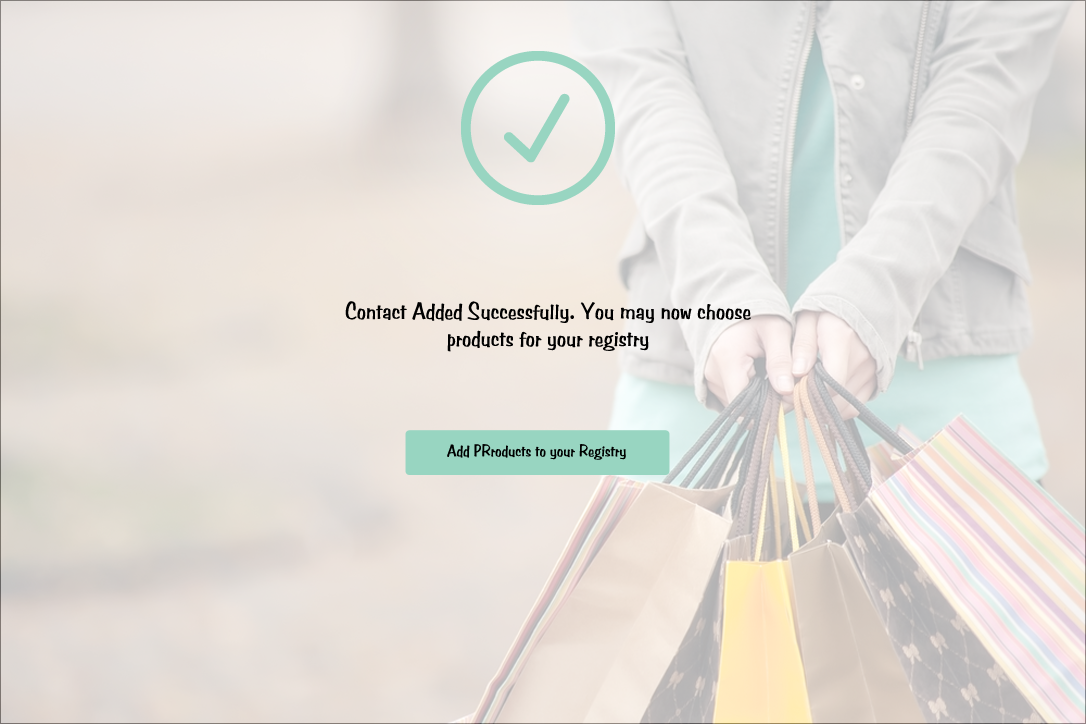 Contact Added Successfully. You may now choose
products for your registry
Add PRroducts to your Registry